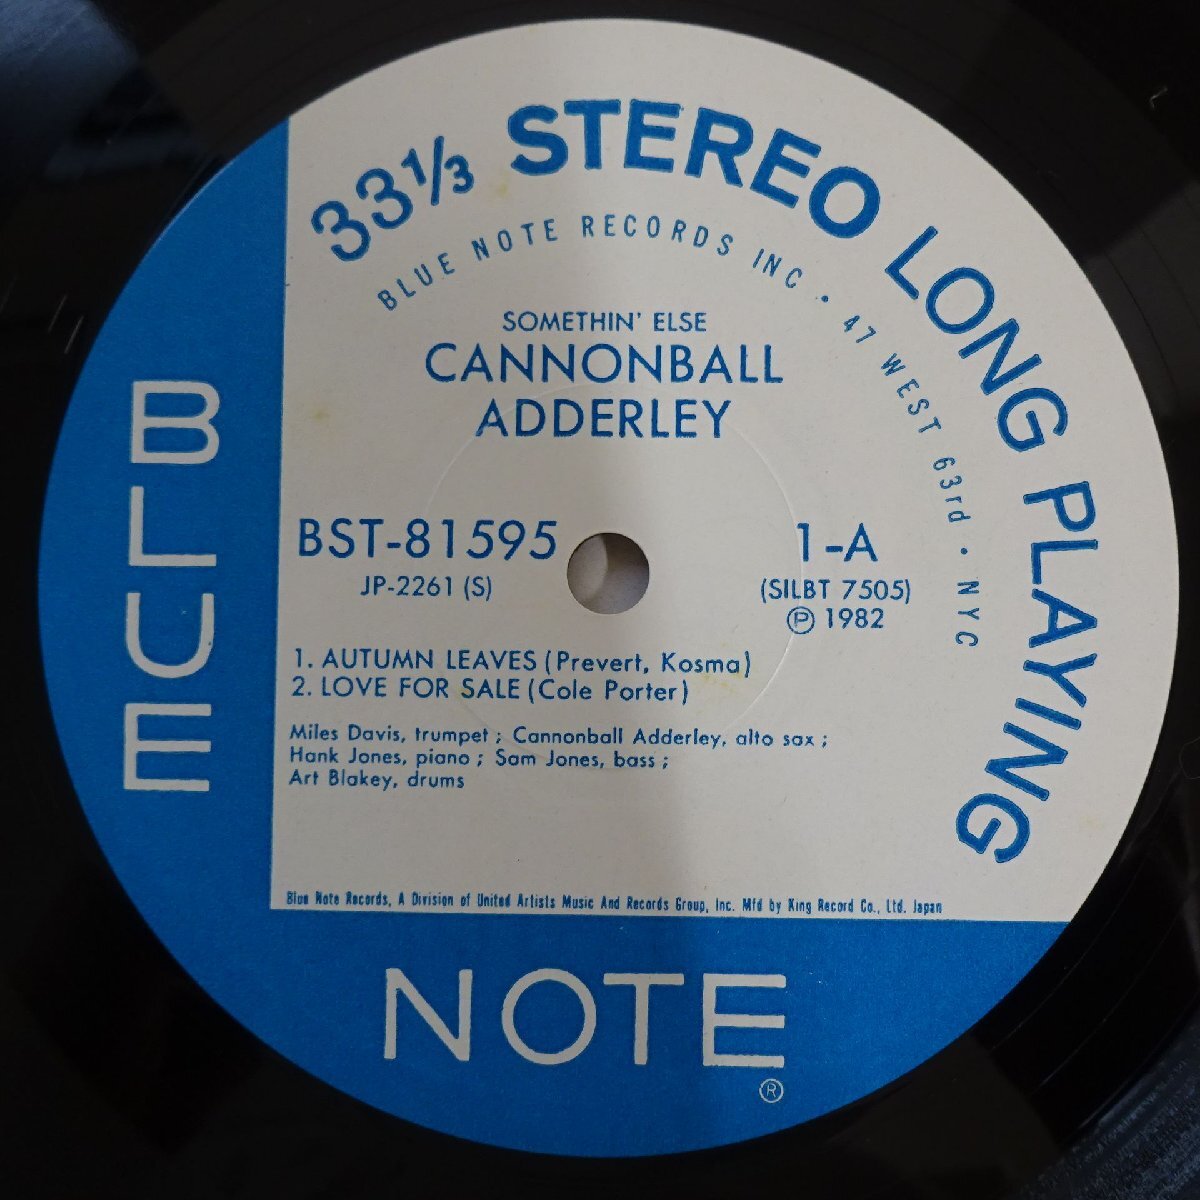 33⅓ STEREO LONG PLAYING
BLUE NOTE RECORDS INC · 47 WEST 63rd · NYC
SOMETHIN' ELSE
CANNONBALL
ADDERLEY
BST-81595
JP-2261 (S)
1-A
(SILBT 7505)
Ⓟ 1982
1. AUTUMN LEAVES (Prevert, Kosma)
2. LOVE FOR SALE (Cole Porter)
Miles Davis, trumpet ; Cannonball Adderley, alto sax ;
Hank Jones, piano ; Sam Jones, bass ;
Art Blakey, drums
Blue Note Records, A Division of United Artists Music And Records Group, Inc. Mfd by King Record Co., Ltd. Japan
BLUE
NOTE
®